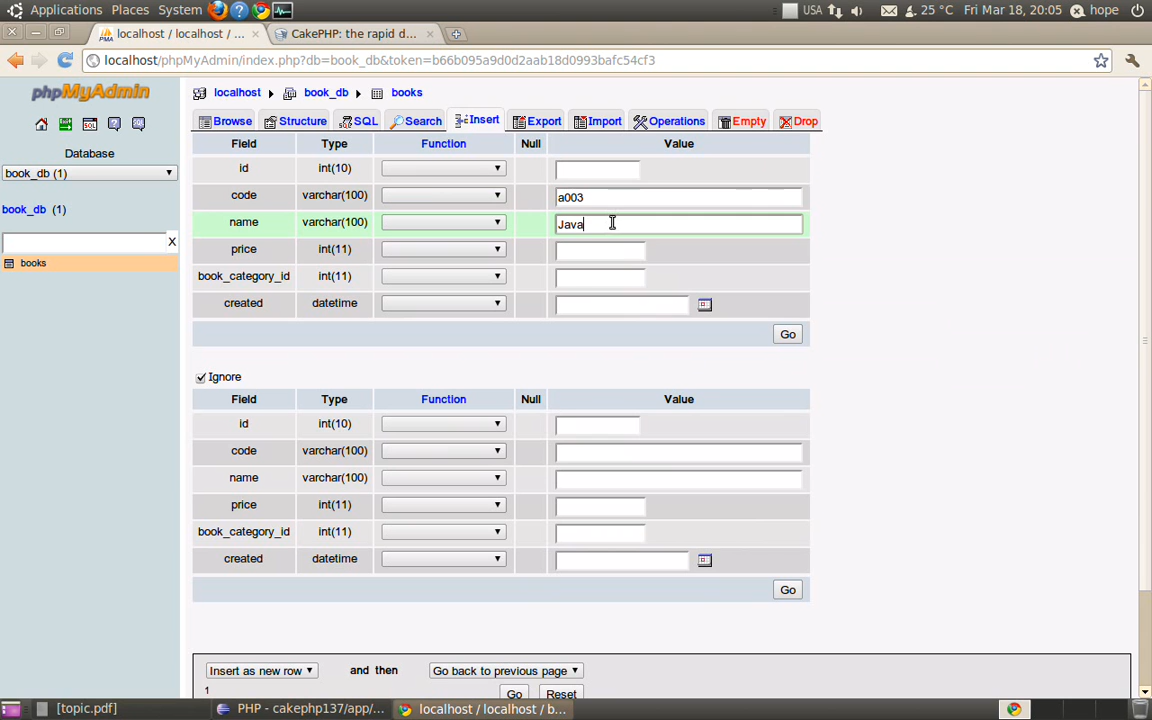 Applications Places System USA 25 °C Fri Mar 18, 20:05 hope
localhost / localhost / ... CakePHP: the rapid d...
localhost/phpMyAdmin/index.php?db=book_db&token=b66b095a9d0d2aab18d0993bafc54cf3
phpMyAdmin
Database
book_db (1)
book_db (1)
X
books
localhost book_db books
Browse Structure SQL Search Insert Export Import Operations Empty Drop
Field Type Function Null Value
id int(10)
code varchar(100) a003
name varchar(100) Java
price int(11)
book_category_id int(11)
created datetime
Go
Ignore
Field Type Function Null Value
id int(10)
code varchar(100)
name varchar(100)
price int(11)
book_category_id int(11)
created datetime
Go
Insert as new row and then Go back to previous page
1
Go Reset
[topic.pdf] PHP - cakephp137/app/... localhost / localhost / b...